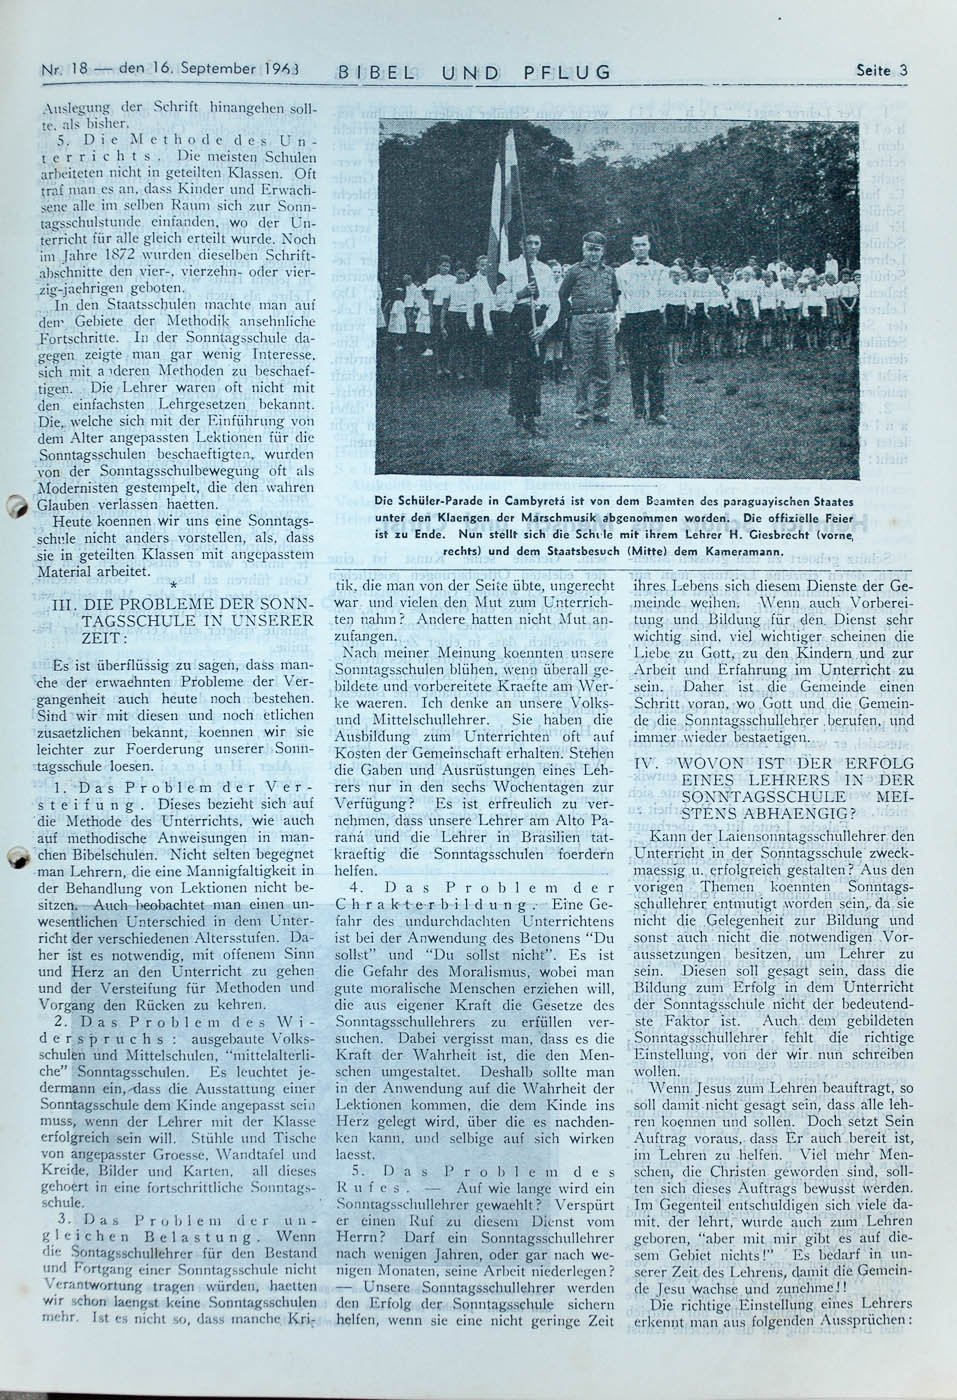 Nr. 18 — den 16. September 1963 BIBEL UND PFLUG Seite 3
Auslegung der Schrift hinangehen soll-
te, als bisher.
5. Die Methode des Un-
terrichts. Die meisten Schulen
arbeiteten nicht in geteilten Klassen. Oft
traf man es an, dass Kinder und Erwach-
sene alle im selben Raum sich zur Sonn-
tagsschulstunde einfanden, wo der Un-
terricht für alle gleich erteilt wurde. Noch
im Jahre 1872 wurden dieselben Schrift-
abschnitte den vier-, vierzehn- oder vier-
zig-jaehrigen geboten.
In den Staatsschulen machte man auf
dem Gebiete der Methodik ansehnliche
Fortschritte. In der Sonntagsschule da-
gegen zeigte man gar wenig Interesse,
sich mit anderen Methoden zu beschaef-
tigen. Die Lehrer waren oft nicht mit
den einfachsten Lehrgesetzen bekannt.
Die, welche sich mit der Einführung von
dem Alter angepassten Lektionen für die
Sonntagsschulen beschaeftigten, wurden
von der Sonntagsschulbewegung oft als
Modernisten gestempelt, die den wahren
Glauben verlassen haetten.
Heute koennen wir uns eine Sonntags-
schule nicht anders vorstellen, als, dass
sie in geteilten Klassen mit angepasstem
Material arbeitet.
*
III. DIE PROBLEME DER SONN-
TAGSSCHULE IN UNSERER
ZEIT:
Es ist überflüssig zu sagen, dass man-
che der erwaehnten Probleme der Ver-
gangenheit auch heute noch bestehen.
Sind wir mit diesen und noch etlichen
zusaetzlichen bekannt, koennen wir sie
leichter zur Foerderung unserer Sonn-
tagsschule loesen.
1. Das Problem der Ver-
steifung. Dieses bezieht sich auf
die Methode des Unterrichts, wie auch
auf methodische Anweisungen in man-
chen Bibelschulen. Nicht selten begegnet
man Lehrern, die eine Mannigfaltigkeit in
der Behandlung von Lektionen nicht be-
sitzen. Auch beobachtet man einen un-
wesentlichen Unterschied in dem Unter-
richt der verschiedenen Altersstufen. Da-
her ist es notwendig, mit offenem Sinn
und Herz an den Unterricht zu gehen
und der Versteifung für Methoden und
Vorgang den Rücken zu kehren.
2. Das Problem des Wi-
derspruchs: ausgebaute Volks-
schulen und Mittelschulen, "mittelalterli-
che" Sonntagsschulen. Es leuchtet je-
dermann ein, dass die Ausstattung einer
Sonntagsschule dem Kinde angepasst sein
muss, wenn der Lehrer mit der Klasse
erfolgreich sein will. Stühle und Tische
von angepasster Groesse, Wandtafel und
Kreide, Bilder und Karten, all dieses
gehoert in eine fortschrittliche Sonntags-
schule.
3. Das Problem der un-
gleichen Belastung. Wenn
die Sontagsschullehrer für den Bestand
und Fortgang einer Sonntagsschule nicht
Verantwortung tragen würden, haetten
wir schon laengst keine Sonntagsschulen
mehr. Ist es nicht so, dass manche Kri-
Die Schüler-Parade in Cambyretá ist von dem Beamten des paraguayischen Staates
unter den Klaengen der Marschmusik abgenommen worden. Die offizielle Feier
ist zu Ende. Nun stellt sich die Schule mit ihrem Lehrer H. Giesbrecht (vorne,
rechts) und dem Staatsbesuch (Mitte) dem Kameramann.
tik, die man von der Seite übte, ungerecht
war und vielen den Mut zum Unterrich-
ten nahm? Andere hatten nicht Mut an-
zufangen.
Nach meiner Meinung koennten unsere
Sonntagsschulen blühen, wenn überall ge-
bildete und vorbereitete Kraefte am Wer-
ke waeren. Ich denke an unsere Volks-
und Mittelschullehrer. Sie haben die
Ausbildung zum Unterrichten oft auf
Kosten der Gemeinschaft erhalten. Stehen
die Gaben und Ausrüstungen eines Leh-
rers nur in den sechs Wochentagen zur
Verfügung? Es ist erfreulich zu ver-
nehmen, dass unsere Lehrer am Alto Pa-
raná und die Lehrer in Brasilien tat-
kraeftig die Sonntagsschulen foerdern
helfen.
4. Das Problem der
Chrakterbildung. Eine Ge-
fahr des undurchdachten Unterrichtens
ist bei der Anwendung des Betonens "Du
sollst" und "Du sollst nicht". Es ist
die Gefahr des Moralismus, wobei man
gute moralische Menschen erziehen will,
die aus eigener Kraft die Gesetze des
Sonntagsschullehrers zu erfüllen ver-
suchen. Dabei vergisst man, dass es die
Kraft der Wahrheit ist, die den Men-
schen umgestaltet. Deshalb sollte man
in der Anwendung auf die Wahrheit der
Lektionen kommen, die dem Kinde ins
Herz gelegt wird, über die es nachden-
ken kann, und selbige auf sich wirken
laesst.
5. Das Problem des
Rufes. — Auf wie lange wird ein
Sonntagsschullehrer gewaehlt? Verspürt
er einen Ruf zu diesem Dienst vom
Herrn? Darf ein Sonntagsschullehrer
nach wenigen Jahren, oder gar nach we-
nigen Monaten, seine Arbeit niederlegen?
— Unsere Sonntagsschullehrer werden
den Erfolg der Sonntagsschule sichern
helfen, wenn sie eine nicht geringe Zeit
ihres Lebens sich diesem Dienste der Ge-
meinde weihen. Wenn auch Vorberei-
tung und Bildung für den Dienst sehr
wichtig sind, viel wichtiger scheinen die
Liebe zu Gott, zu den Kindern und zur
Arbeit und Erfahrung im Unterricht zu
sein. Daher ist die Gemeinde einen
Schritt voran, wo Gott und die Gemein-
de die Sonntagsschullehrer berufen, und
immer wieder bestaetigen.
IV. WOVON IST DER ERFOLG
EINES LEHRERS IN DER
SONNTAGSSCHULE MEI-
STENS ABHAENGIG?
Kann der Laiensonntagsschullehrer den
Unterricht in der Sonntagsschule zweck-
maessig u. erfolgreich gestalten? Aus den
vorigen Themen koennten Sonntags-
schullehrer entmutigt worden sein, da sie
nicht die Gelegenheit zur Bildung und
sonst auch nicht die notwendigen Vor-
aussetzungen besitzen, um Lehrer zu
sein. Diesen soll gesagt sein, dass die
Bildung zum Erfolg in dem Unterricht
der Sonntagsschule nicht der bedeutend-
ste Faktor ist. Auch dem gebildeten
Sonntagsschullehrer fehlt die richtige
Einstellung, von der wir nun schreiben
wollen.
Wenn Jesus zum Lehren beauftragt, so
soll damit nicht gesagt sein, dass alle leh-
ren koennen und sollen. Doch setzt Sein
Auftrag voraus, dass Er auch bereit ist,
im Lehren zu helfen. Viel mehr Men-
schen, die Christen geworden sind, soll-
ten sich dieses Auftrags bewusst werden.
Im Gegenteil entschuldigen sich viele da-
mit, der lehrt, wurde auch zum Lehren
geboren, "aber mit mir gibt es auf die-
sem Gebiet nichts!" Es bedarf in un-
serer Zeit des Lehrens, damit die Gemein-
de Jesu wachse und zunehme!!
Die richtige Einstellung eines Lehrers
erkennt man aus folgenden Aussprüchen: